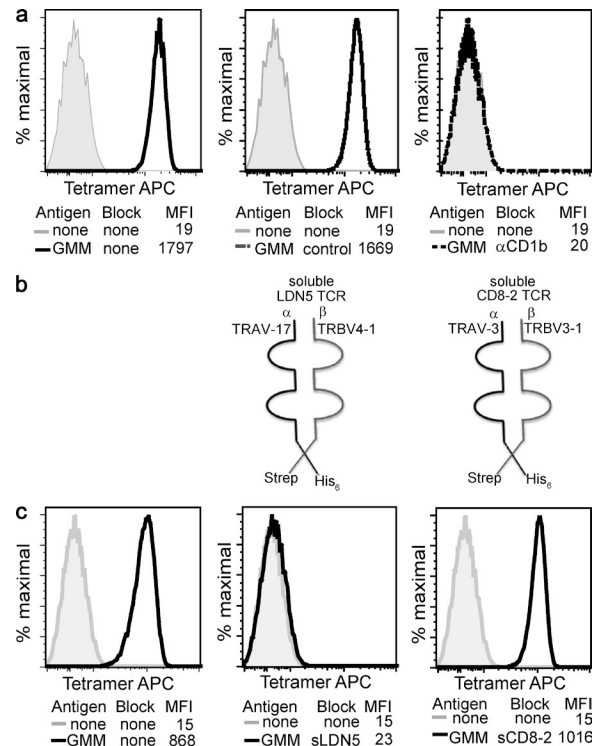 a
% maximal
Tetramer APC
Antigen Block MFI
none none 19
GMM none 1797
% maximal
Tetramer APC
Antigen Block MFI
none none 19
GMM control 1669
% maximal
Tetramer APC
Antigen Block MFI
none none 19
GMM αCD1b 20
b
soluble
LDN5 TCR
α β
TRAV-17 TRBV4-1
Strep His₆
soluble
CD8-2 TCR
α β
TRAV-3 TRBV3-1
Strep His₆
c
% maximal
Tetramer APC
Antigen Block MFI
none none 15
GMM none 868
% maximal
Tetramer APC
Antigen Block MFI
none none 15
GMM sLDN5 23
% maximal
Tetramer APC
Antigen Block MFI
none none 15
GMM sCD8-2 1016